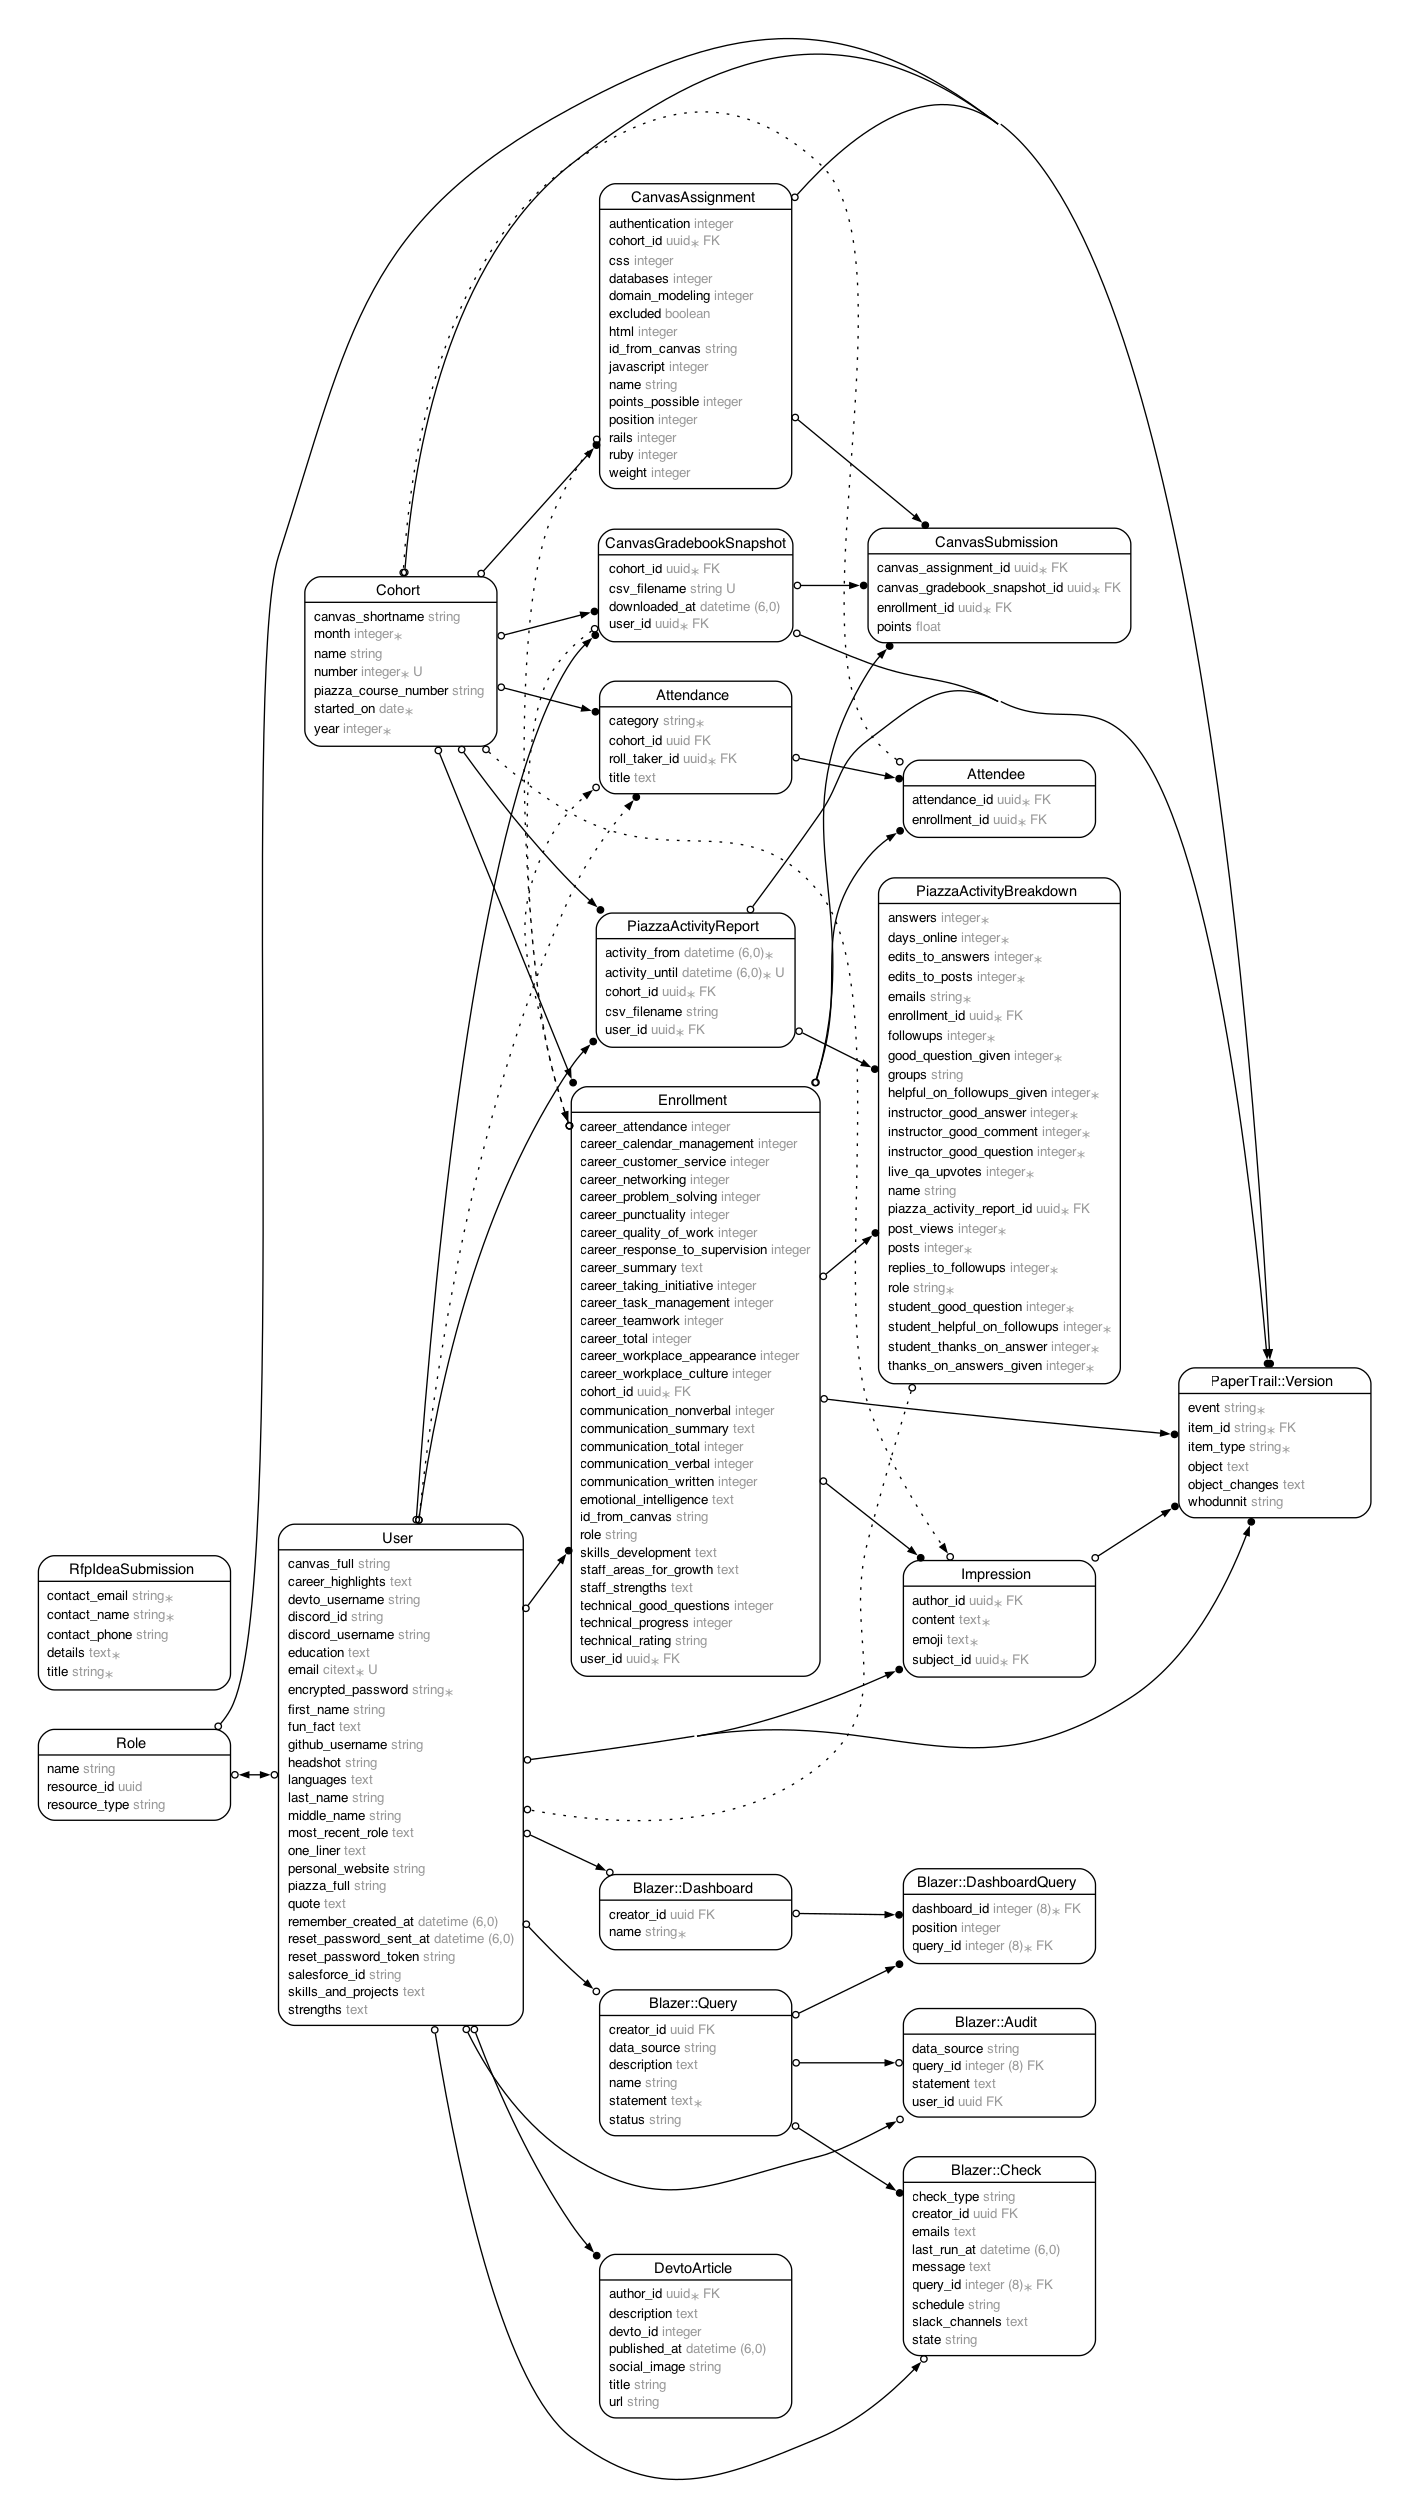 CanvasAssignment
authentication integer
cohort_id uuid∗ FK
css integer
databases integer
domain_modeling integer
excluded boolean
html integer
id_from_canvas string
javascript integer
name string
points_possible integer
position integer
rails integer
ruby integer
weight integer
CanvasGradebookSnapshot
cohort_id uuid∗ FK
csv_filename string U
downloaded_at datetime (6,0)
user_id uuid∗ FK
CanvasSubmission
canvas_assignment_id uuid∗ FK
canvas_gradebook_snapshot_id uuid∗ FK
enrollment_id uuid∗ FK
points float
Cohort
canvas_shortname string
month integer∗
name string
number integer∗ U
piazza_course_number string
started_on date∗
year integer∗
Attendance
category string∗
cohort_id uuid FK
roll_taker_id uuid∗ FK
title text
Attendee
attendance_id uuid∗ FK
enrollment_id uuid∗ FK
PiazzaActivityReport
activity_from datetime (6,0)∗
activity_until datetime (6,0)∗ U
cohort_id uuid∗ FK
csv_filename string
user_id uuid∗ FK
PiazzaActivityBreakdown
answers integer∗
days_online integer∗
edits_to_answers integer∗
edits_to_posts integer∗
emails string∗
enrollment_id uuid∗ FK
followups integer∗
good_question_given integer∗
groups string
helpful_on_followups_given integer∗
instructor_good_answer integer∗
instructor_good_comment integer∗
instructor_good_question integer∗
live_qa_upvotes integer∗
name string
piazza_activity_report_id uuid∗ FK
post_views integer∗
posts integer∗
replies_to_followups integer∗
role string∗
student_good_question integer∗
student_helpful_on_followups integer∗
student_thanks_on_answer integer∗
thanks_on_answers_given integer∗
Enrollment
career_attendance integer
career_calendar_management integer
career_customer_service integer
career_networking integer
career_problem_solving integer
career_punctuality integer
career_quality_of_work integer
career_response_to_supervision integer
career_summary text
career_taking_initiative integer
career_task_management integer
career_teamwork integer
career_total integer
career_workplace_appearance integer
career_workplace_culture integer
cohort_id uuid∗ FK
communication_nonverbal integer
communication_summary text
communication_total integer
communication_verbal integer
communication_written integer
emotional_intelligence text
id_from_canvas string
role string
skills_development text
staff_areas_for_growth text
staff_strengths text
technical_good_questions integer
technical_progress integer
technical_rating string
user_id uuid∗ FK
PaperTrail::Version
event string∗
item_id string∗ FK
item_type string∗
object text
object_changes text
whodunnit string
User
canvas_full string
career_highlights text
devto_username string
discord_id string
discord_username string
education text
email citext∗ U
encrypted_password string∗
first_name string
fun_fact text
github_username string
headshot string
languages text
last_name string
middle_name string
most_recent_role text
one_liner text
personal_website string
piazza_full string
quote text
remember_created_at datetime (6,0)
reset_password_sent_at datetime (6,0)
reset_password_token string
salesforce_id string
skills_and_projects text
strengths text
RfpIdeaSubmission
contact_email string∗
contact_name string∗
contact_phone string
details text∗
title string∗
Impression
author_id uuid∗ FK
content text∗
emoji text∗
subject_id uuid∗ FK
Role
name string
resource_id uuid
resource_type string
Blazer::Dashboard
creator_id uuid FK
name string∗
Blazer::DashboardQuery
dashboard_id integer (8)∗ FK
position integer
query_id integer (8)∗ FK
Blazer::Query
creator_id uuid FK
data_source string
description text
name string
statement text∗
status string
Blazer::Audit
data_source string
query_id integer (8) FK
statement text
user_id uuid FK
Blazer::Check
check_type string
creator_id uuid FK
emails text
last_run_at datetime (6,0)
message text
query_id integer (8)∗ FK
schedule string
slack_channels text
state string
DevtoArticle
author_id uuid∗ FK
description text
devto_id integer
published_at datetime (6,0)
social_image string
title string
url string